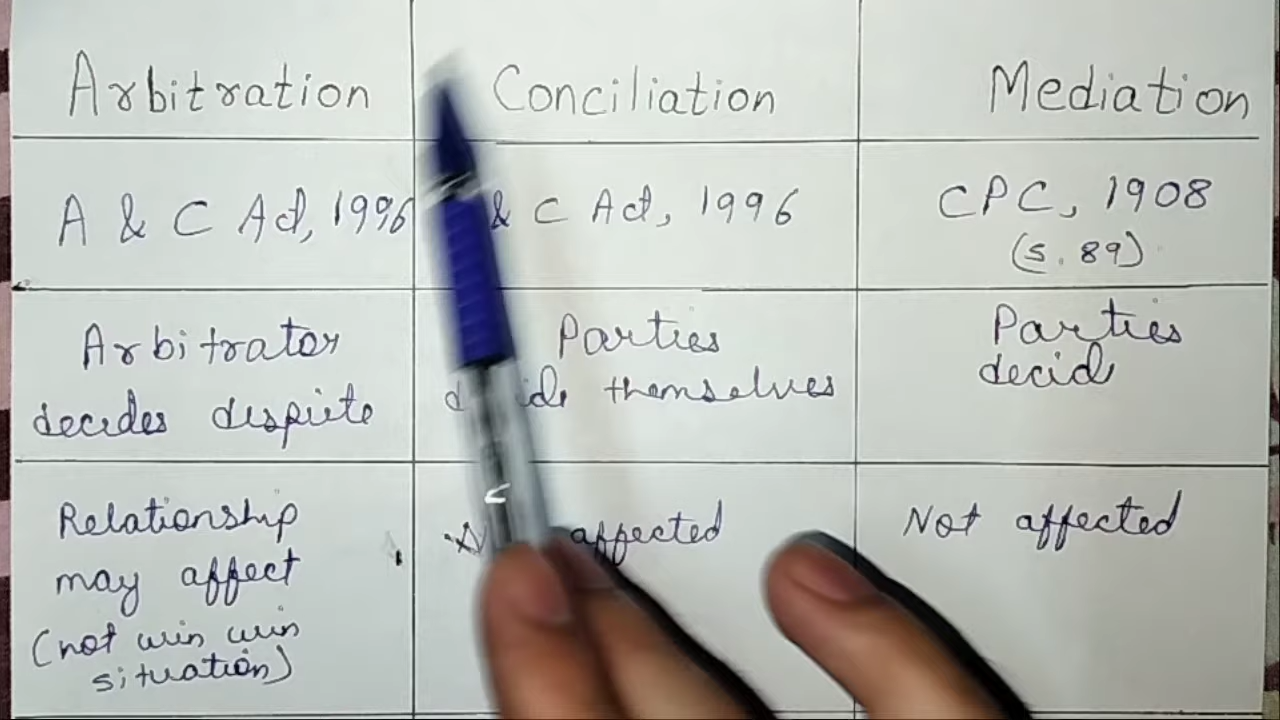 Arbitration
Conciliation
Mediation
A & C Act, 1996
& C Act, 1996
CPC, 1908
(S. 89)
Arbitrator
decides despite
Parties
themselves
Parties
decid
Relationship
may affect
(not win win
situation)
affected
Not affected